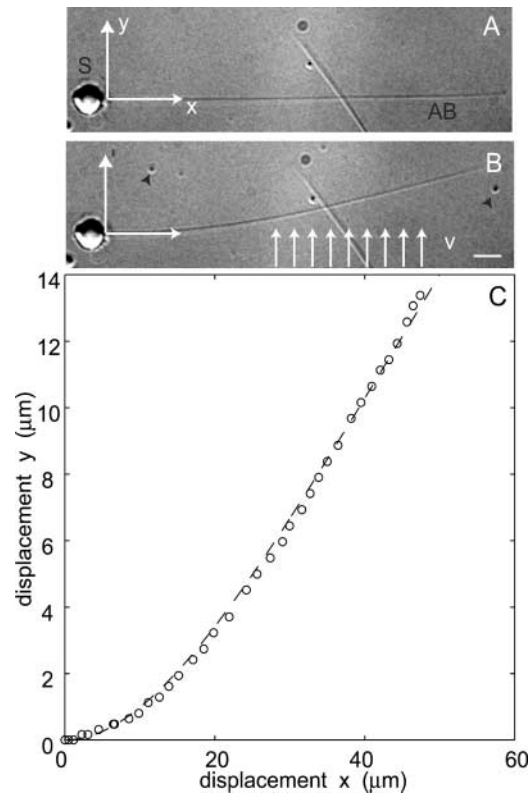 y
A
S
x
AB
B
v
C
14
12
10
8
6
4
2
0
displacement y (μm)
0
20
40
60
displacement x (μm)